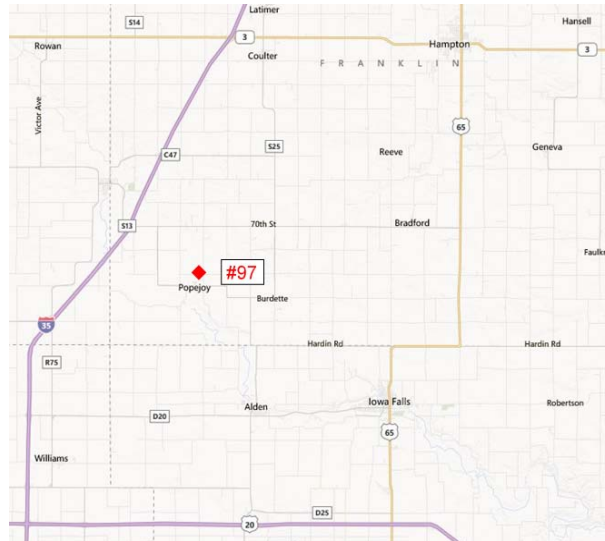 Latimer
S14
Hansell
3
Rowan
Hampton
3
Coulter
FRANKLIN
Victor Ave
65
S25
C47
Reeve
Geneva
S13
70th St
Bradford
Faulk
#97
Popejoy
Burdette
35
Hardin Rd
Hardin Rd
R75
Iowa Falls
Robertson
Alden
D20
65
Williams
D25
20